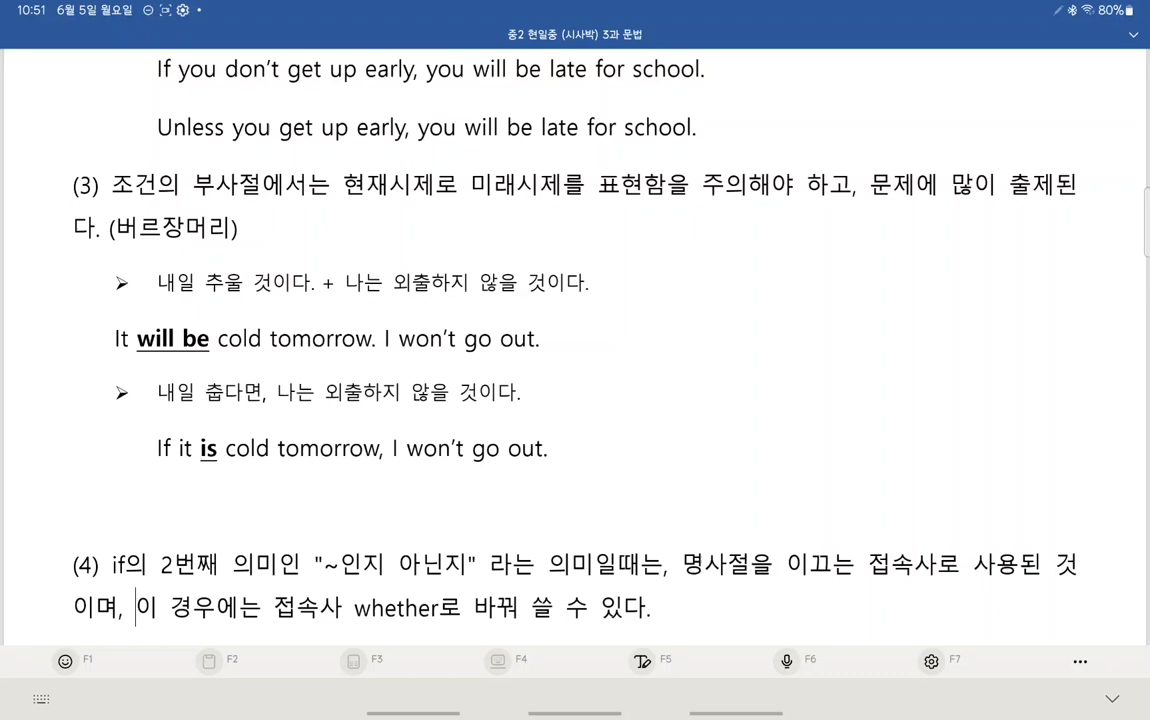 10:51 6월 5일 월요일
80%
중2 현일중 (시사박) 3과 문법
If you don't get up early, you will be late for school.
Unless you get up early, you will be late for school.
(3) 조건의 부사절에서는 현재시제로 미래시제를 표현함을 주의해야 하고, 문제에 많이 출제된
다. (버르장머리)
➢ 내일 추울 것이다. + 나는 외출하지 않을 것이다.
It will be cold tomorrow. I won't go out.
➢ 내일 춥다면, 나는 외출하지 않을 것이다.
If it is cold tomorrow, I won't go out.
(4) if의 2번째 의미인 "~인지 아닌지" 라는 의미일때는, 명사절을 이끄는 접속사로 사용된 것
이며, 이 경우에는 접속사 whether로 바꿔 쓸 수 있다.
F1 F2 F3 F4 F5 F6 F7